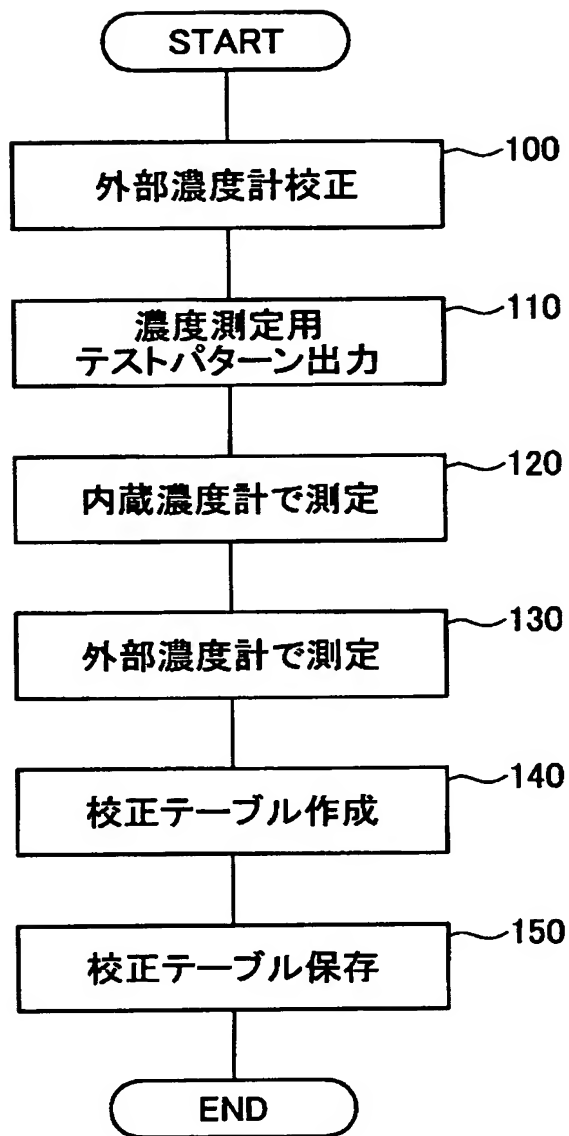 START
外部濃度計校正
100
濃度測定用
テストパターン出力
110
内蔵濃度計で測定
120
外部濃度計で測定
130
校正テーブル作成
140
校正テーブル保存
150
END